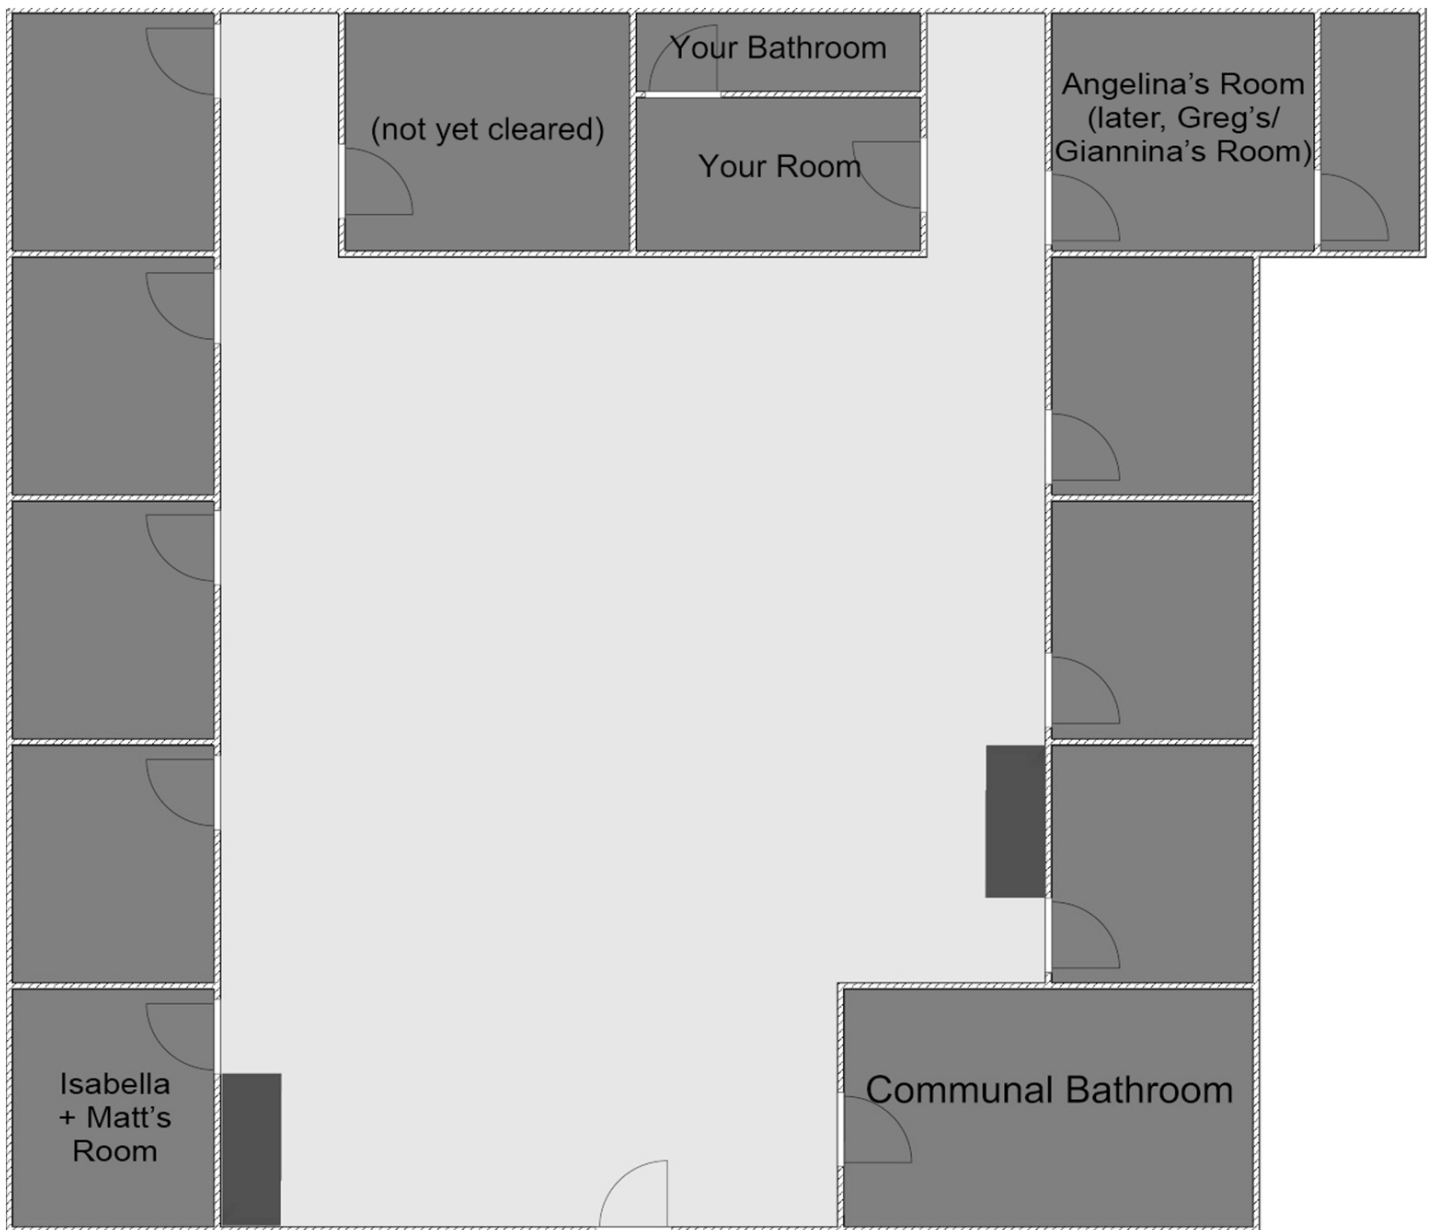 Your Bathroom
(not yet cleared)
Your Room
Angelina’s Room
(later, Greg’s/
Giannina’s Room)
Isabella
+ Matt’s
Room
Communal Bathroom